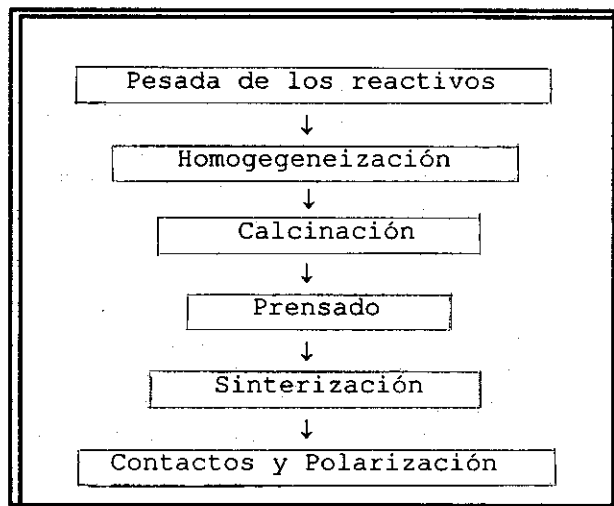 Pesada de los reactivos
↓
Homogegeneización
↓
Calcinación
↓
Prensado
↓
Sinterización
↓
Contactos y Polarización